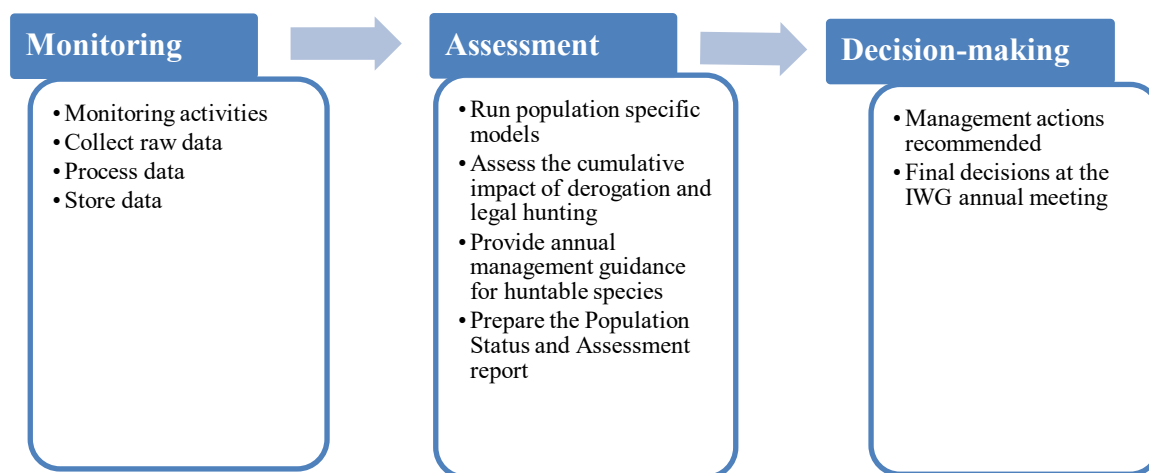 Monitoring
• Monitoring activities
• Collect raw data
• Process data
• Store data
Assessment
• Run population specific
models
• Assess the cumulative
impact of derogation and
legal hunting
• Provide annual
management guidance
for huntable species
• Prepare the Population
Status and Assessment
report
Decision-making
• Management actions
recommended
• Final decisions at the
IWG annual meeting